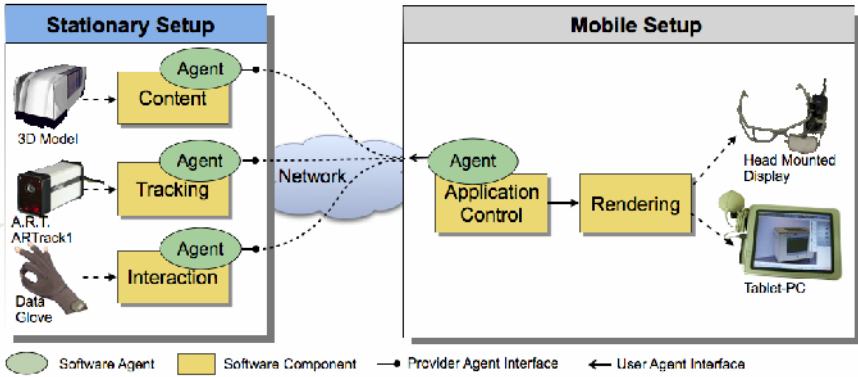 Stationary Setup
Mobile Setup
Agent
Content
3D Model
Agent
Tracking
A.R.T.
ARTrack1
Agent
Interaction
Data
Glove
Network
Agent
Application
Control
Rendering
Head Mounted
Display
Tablet-PC
Software Agent
Software Component
Provider Agent Interface
User Agent Interface